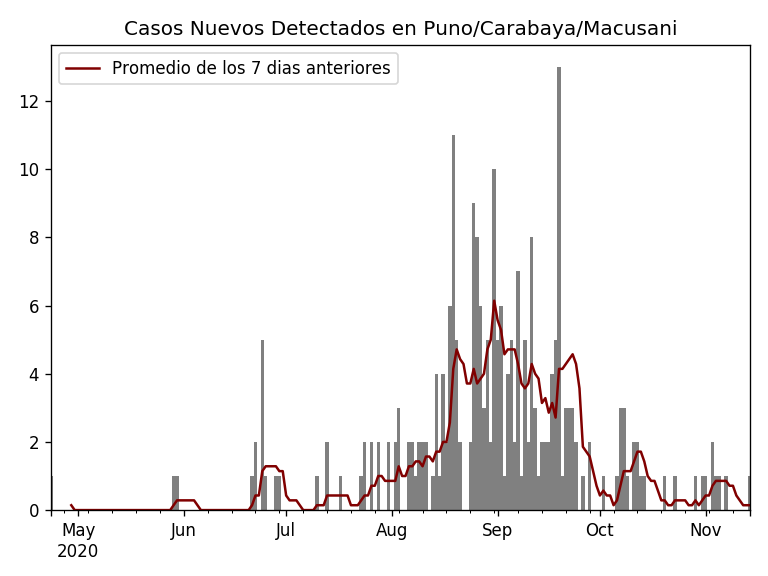 Casos Nuevos Detectados en Puno/Carabaya/Macusani
Promedio de los 7 dias anteriores
12
10
8
6
4
2
0
May Jun Jul Aug Sep Oct Nov
2020